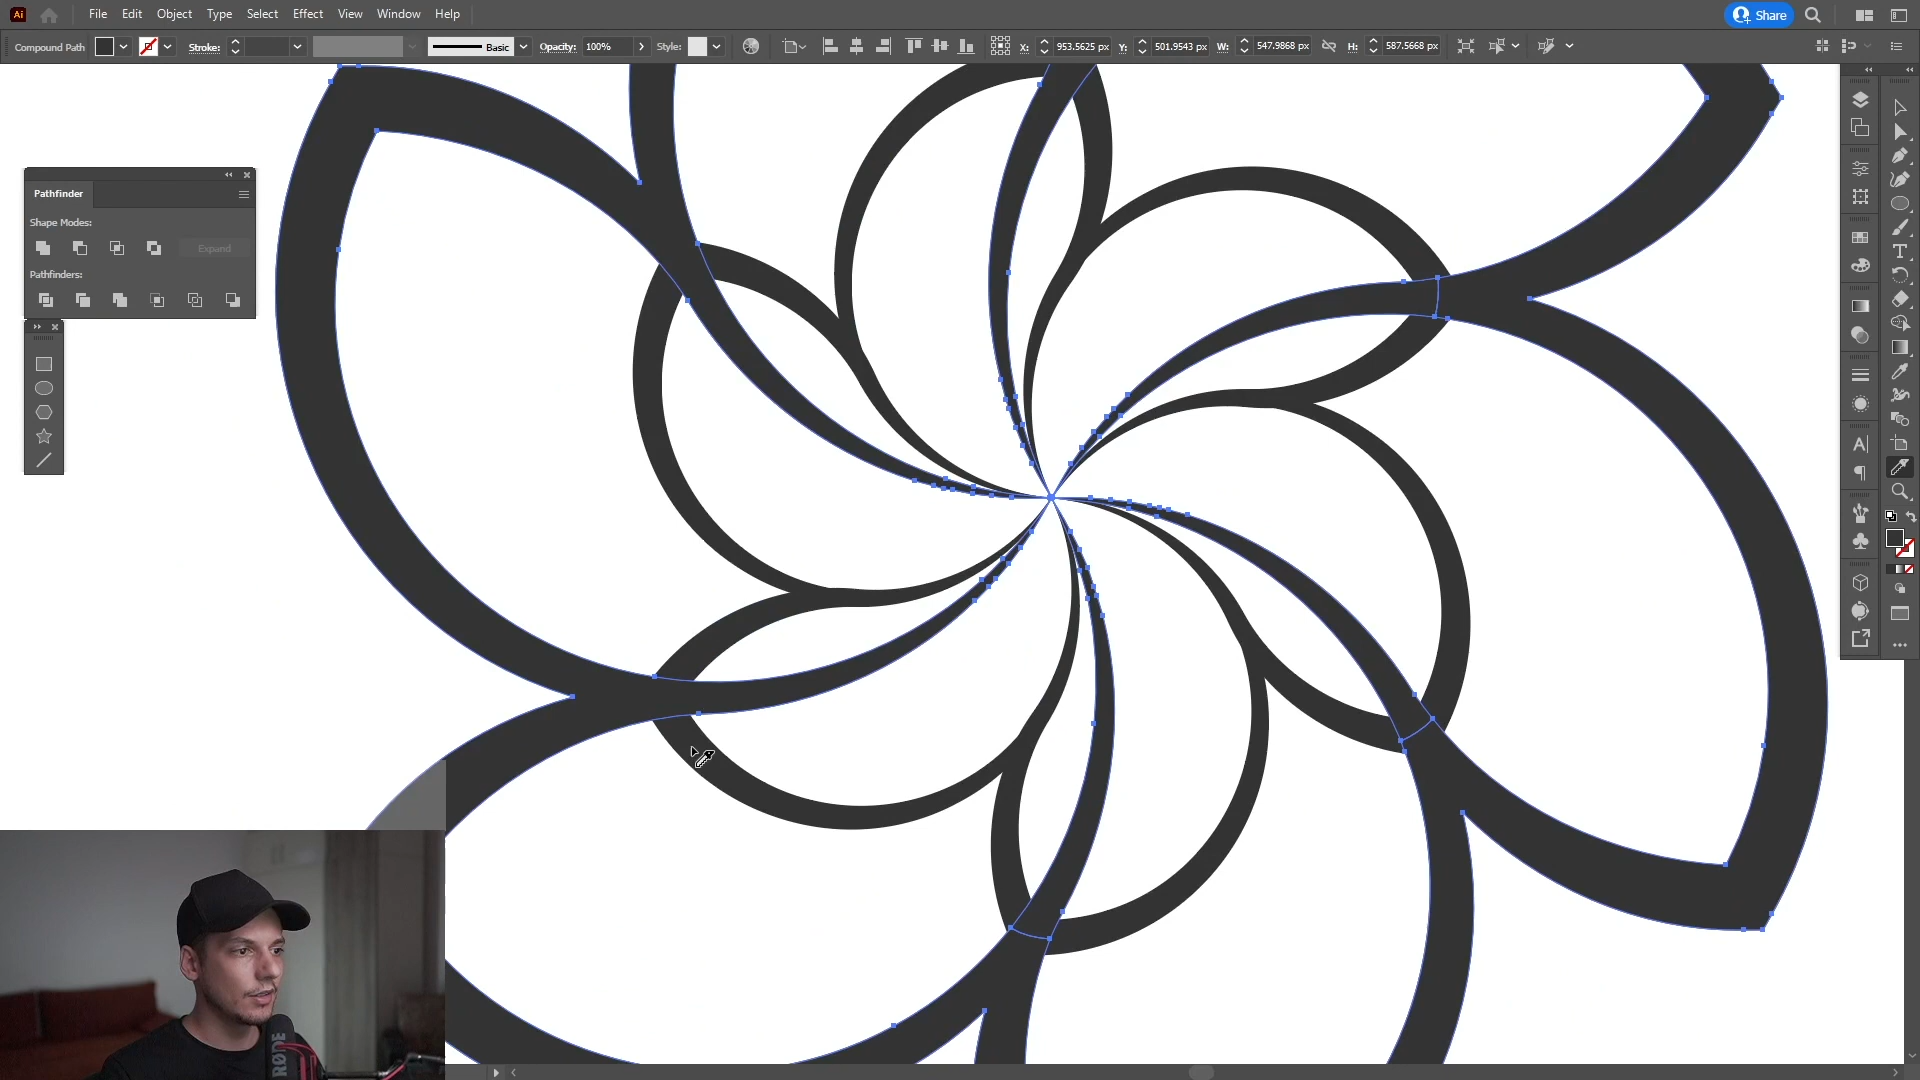 Ai File Edit Object Type Select Effect View Window Help Share
Compound Path Stroke: Basic Opacity: 100% Style: X: 953.5625 px Y: 501.9543 px W: 547.9868 px H: 587.5668 px
Pathfinder
Shape Modes:
Expand
Pathfinders:
RØDE